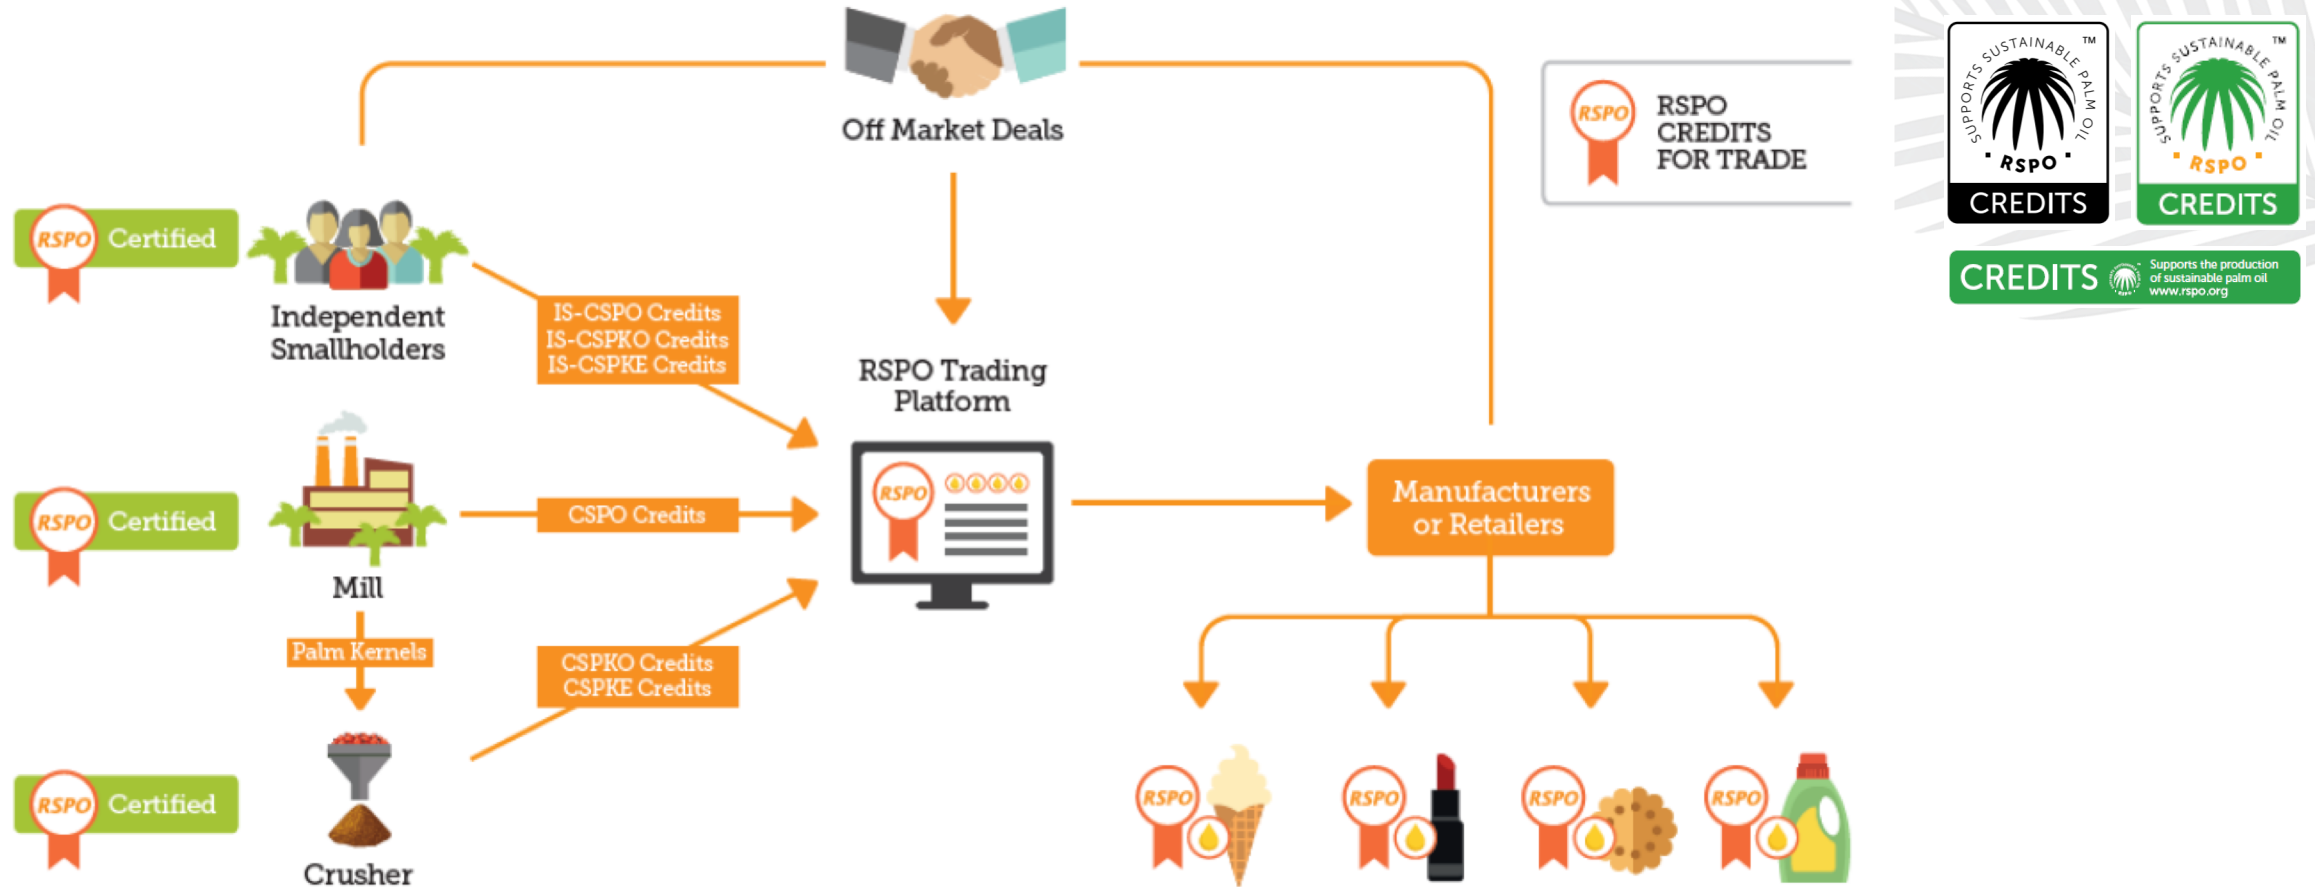 Off Market Deals
RSPO
RSPO
CREDITS
FOR TRADE
SUPPORTS SUSTAINABLE PALM OIL
TM
RSPO
CREDITS
SUPPORTS SUSTAINABLE PALM OIL
TM
RSPO
CREDITS
CREDITS
Supports the production
of sustainable palm oil
www.rspo.org
RSPO
Certified
Independent
Smallholders
IS-CSPO Credits
IS-CSPKO Credits
IS-CSPKE Credits
RSPO Trading
Platform
RSPO
RSPO
Certified
Mill
CSPO Credits
Manufacturers
or Retailers
Palm Kernels
CSPKO Credits
CSPKE Credits
RSPO
Certified
Crusher
RSPO
RSPO
RSPO
RSPO